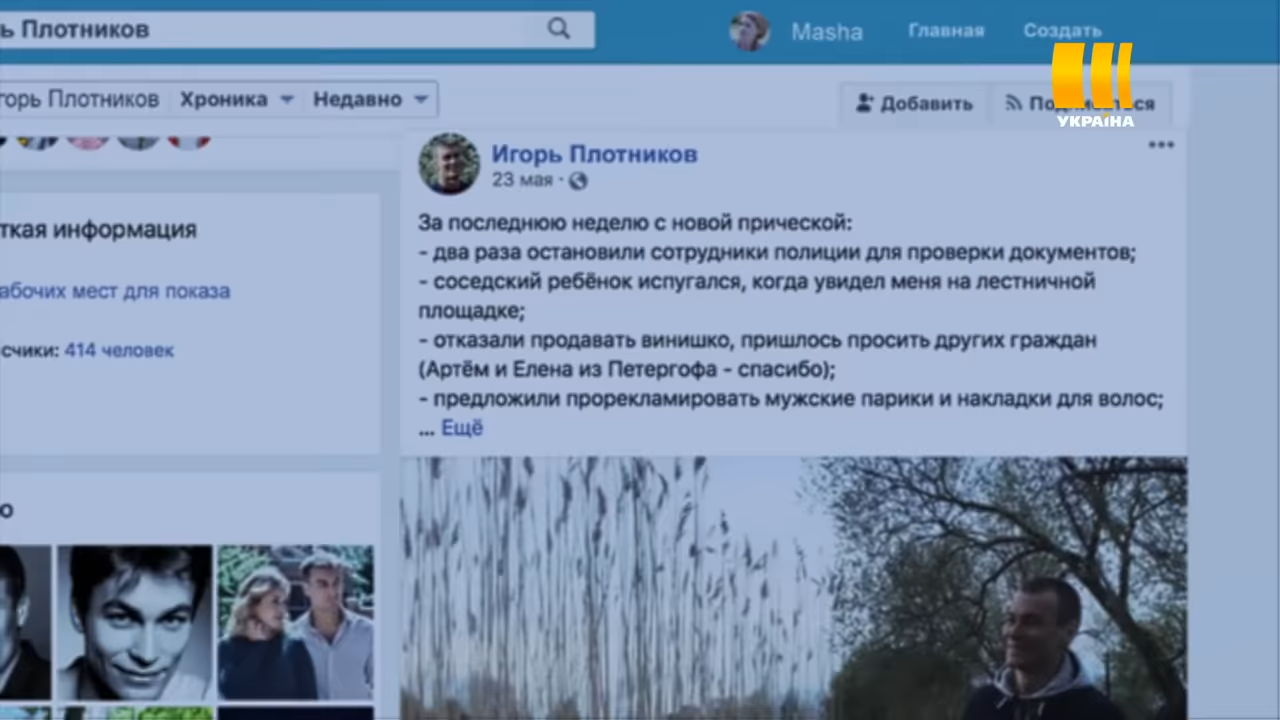 ь Плотников
Masha
Главная
Создать
УКРАЇНА
горь Плотников
Хроника
Недавно
Добавить
Игорь Плотников
23 мая
ткая информация
абочих мест для показа
счики: 414 человек
о
За последнюю неделю с новой прической:
- два раза остановили сотрудники полиции для проверки документов;
- соседский ребёнок испугался, когда увидел меня на лестничной
площадке;
- отказали продавать винишко, пришлось просить других граждан
(Артём и Елена из Петергофа - спасибо);
- предложили прорекламировать мужские парики и накладки для волос;
... Ещё